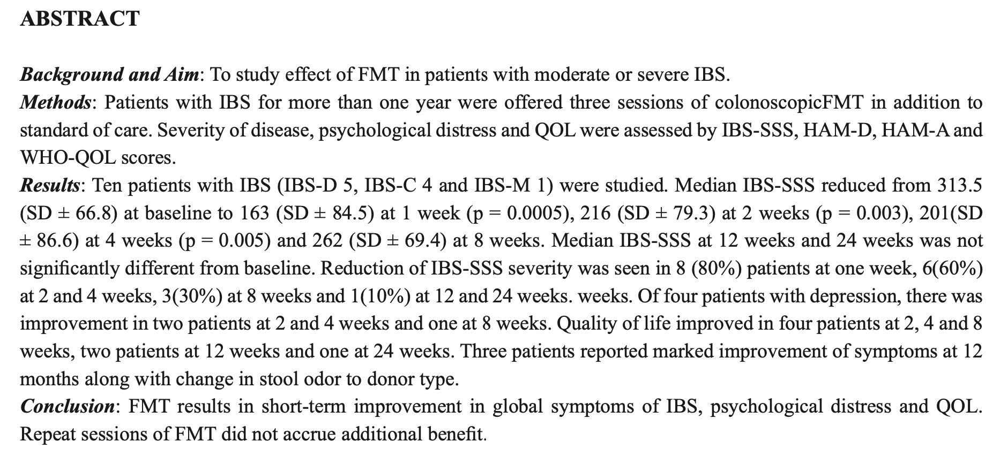 ABSTRACT
Background and Aim: To study effect of FMT in patients with moderate or severe IBS.
Methods: Patients with IBS for more than one year were offered three sessions of colonoscopicFMT in addition to
standard of care. Severity of disease, psychological distress and QOL were assessed by IBS-SSS, HAM-D, HAM-A and
WHO-QOL scores.
Results: Ten patients with IBS (IBS-D 5, IBS-C 4 and IBS-M 1) were studied. Median IBS-SSS reduced from 313.5
(SD ± 66.8) at baseline to 163 (SD ± 84.5) at 1 week (p = 0.0005), 216 (SD ± 79.3) at 2 weeks (p = 0.003), 201(SD
± 86.6) at 4 weeks (p = 0.005) and 262 (SD ± 69.4) at 8 weeks. Median IBS-SSS at 12 weeks and 24 weeks was not
significantly different from baseline. Reduction of IBS-SSS severity was seen in 8 (80%) patients at one week, 6(60%)
at 2 and 4 weeks, 3(30%) at 8 weeks and 1(10%) at 12 and 24 weeks. weeks. Of four patients with depression, there was
improvement in two patients at 2 and 4 weeks and one at 8 weeks. Quality of life improved in four patients at 2, 4 and 8
weeks, two patients at 12 weeks and one at 24 weeks. Three patients reported marked improvement of symptoms at 12
months along with change in stool odor to donor type.
Conclusion: FMT results in short-term improvement in global symptoms of IBS, psychological distress and QOL.
Repeat sessions of FMT did not accrue additional benefit.